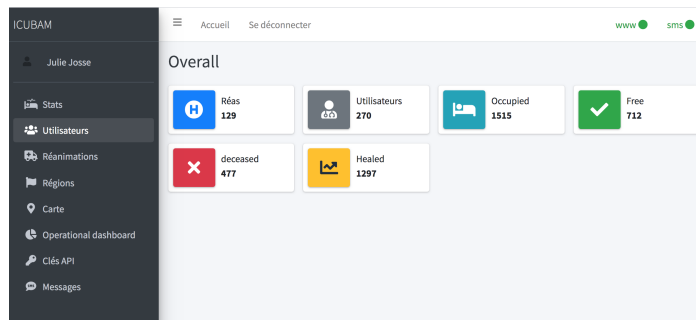 ICUBAM
Accueil Se déconnecter
www sms
Julie Josse
Overall
Stats
Utilisateurs
Réanimations
Régions
Carte
Operational dashboard
Clés API
Messages
H
Réas
129
Utilisateurs
270
Occupied
1515
Free
712
deceased
477
Healed
1297